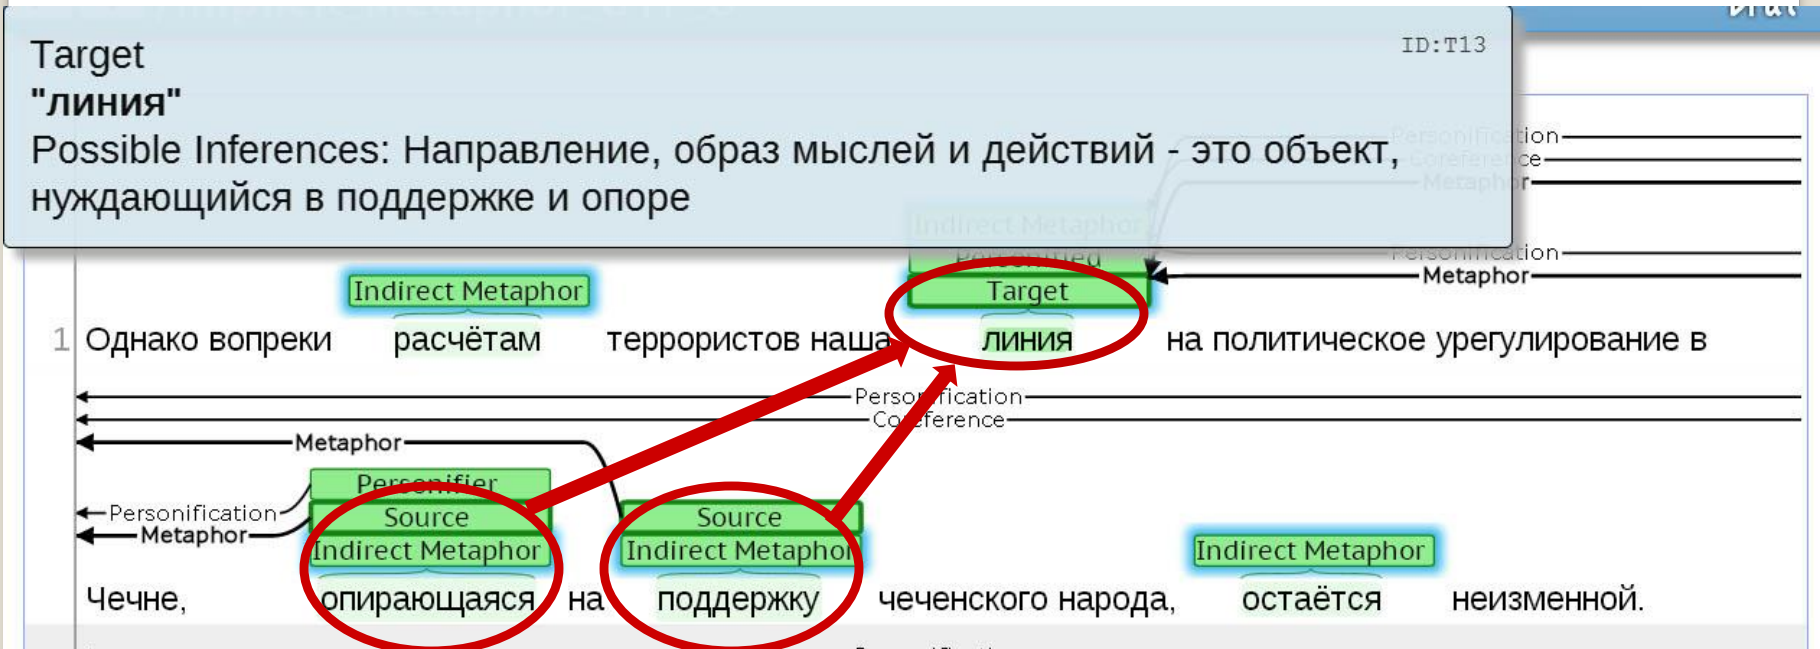 brat
Target
ID:T13
"линия"
Possible Inferences: Направление, образ мыслей и действий - это объект,
нуждающийся в поддержке и опоре
Personification
Coreference
Metaphor
Indirect Metaphor
Personified
Personification
Indirect Metaphor
Target
Metaphor
1 Однако вопреки расчётам террористов наша линия на политическое урегулирование в
Personification
Coreference
Metaphor
Personifier
Personification
Source
Source
Metaphor
Indirect Metaphor
Indirect Metaphor
Indirect Metaphor
Чечне, опирающаяся на поддержку чеченского народа, остаётся неизменной.